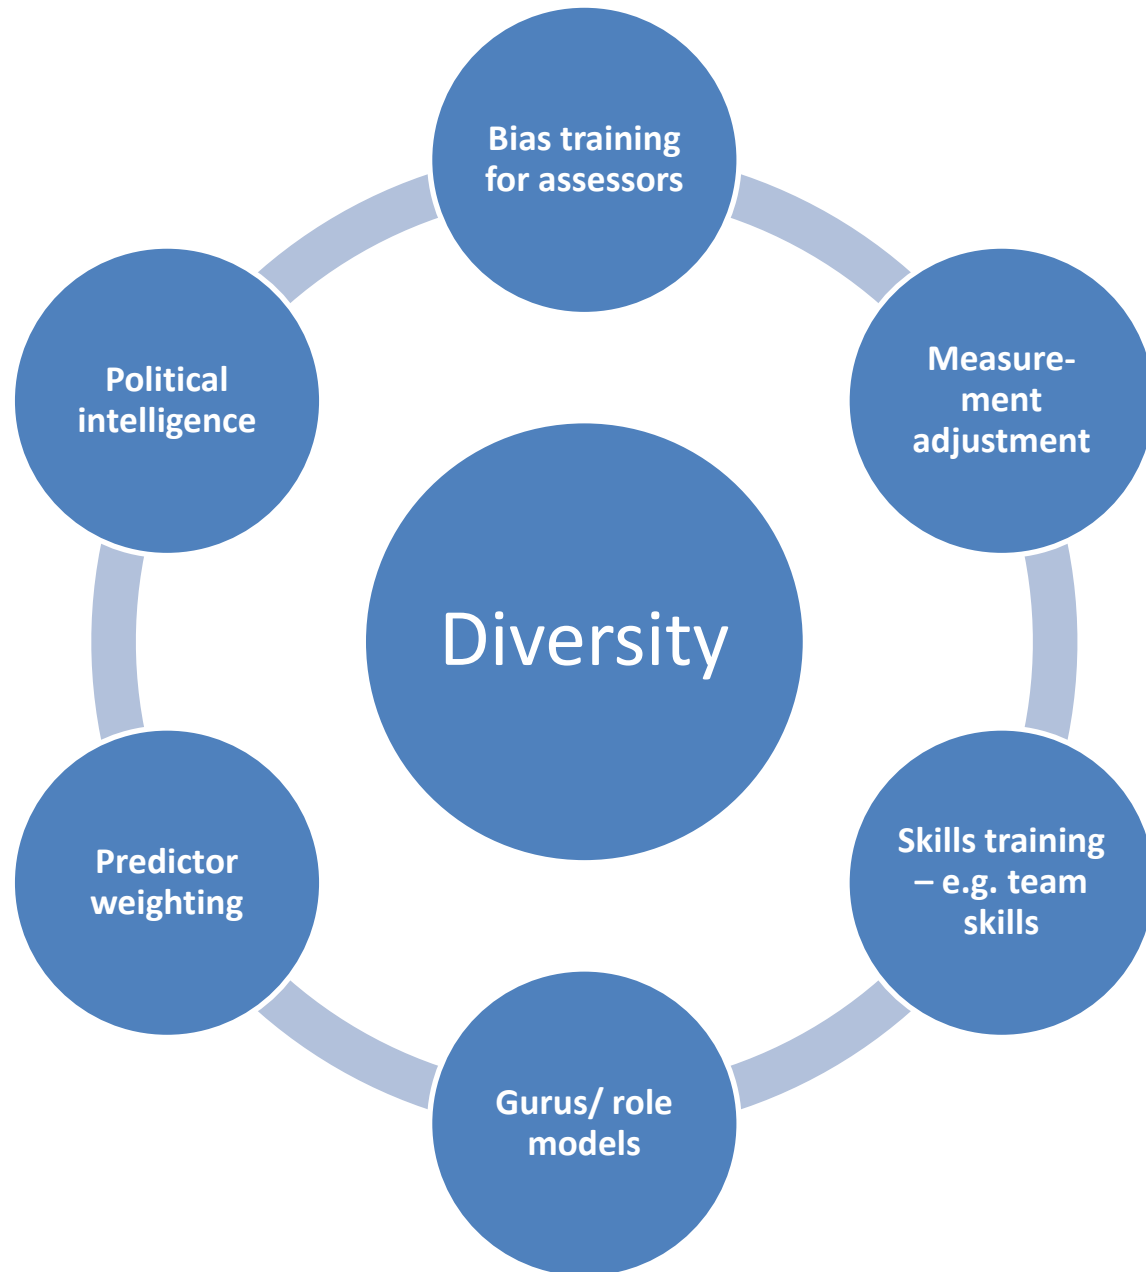 Bias training
for assessors
Measure-
ment
adjustment
Skills training
– e.g. team
skills
Gurus/ role
models
Predictor
weighting
Political
intelligence
Diversity